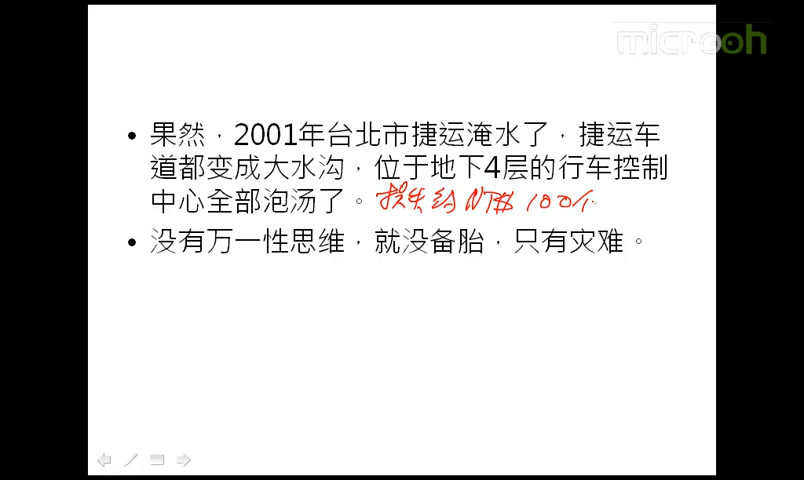 microoh
果然，2001年台北市捷运淹水了，捷运车
道都变成大水沟，位于地下4层的行车控制
中心全部泡汤了。损失约NT$ 100个
没有万一性思维，就没备胎，只有灾难。